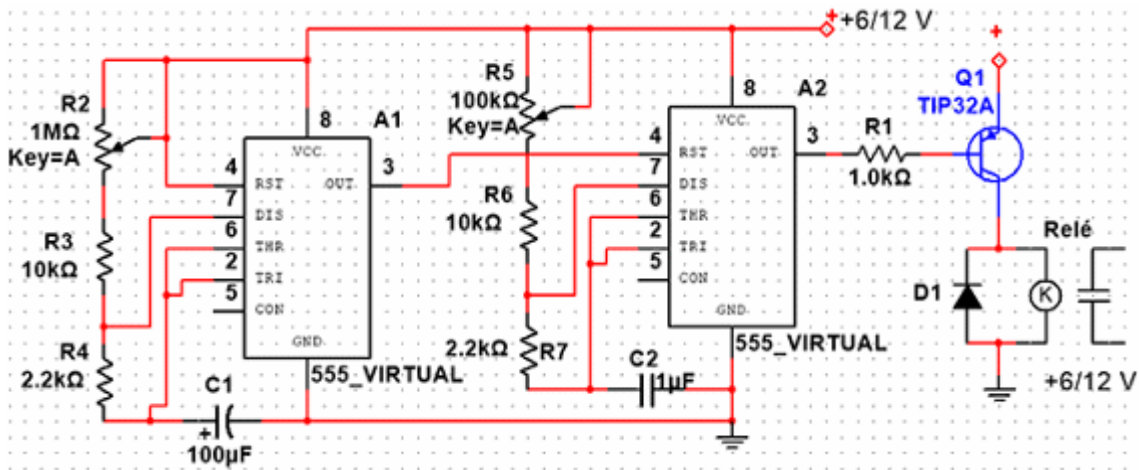 +
+6/12 V
+
R2
1MΩ
Key=A
R3
10kΩ
R4
2.2kΩ
C1
+
100µF
8
A1
VCC
4
RST
OUT
3
7
DIS
6
THR
2
TRI
5
CON
GND
555_VIRTUAL
R5
100kΩ
Key=A
R6
10kΩ
2.2kΩ
R7
C2
1µF
8
A2
VCC
4
RST
OUT
3
7
DIS
6
THR
2
TRI
5
CON
GND
555_VIRTUAL
R1
1.0kΩ
Q1
TIP32A
D1
Relé
K
+6/12 V